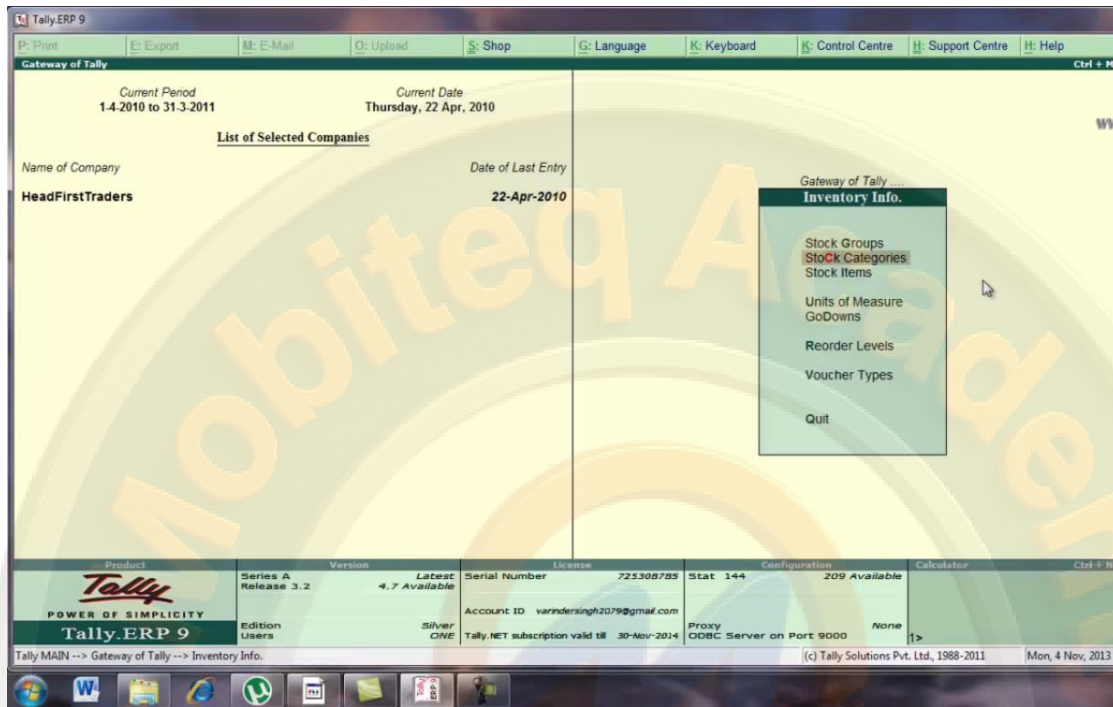 Tally.ERP 9
P: Print E: Export M: E-Mail O: Upload S: Shop G: Language K: Keyboard K: Control Centre H: Support Centre H: Help
Gateway of Tally Ctrl + M
Current Period Current Date
1-4-2010 to 31-3-2011 Thursday, 22 Apr, 2010
List of Selected Companies
Name of Company Date of Last Entry
HeadFirstTraders 22-Apr-2010
Gateway of Tally ....
Inventory Info.
Stock Groups
StoCk Categories
Stock Items
Units of Measure
GoDowns
Reorder Levels
Voucher Types
Quit
Mobiteq Academ
Product Version License Configuration Calculator Ctrl + N
Tally
POWER OF SIMPLICITY
Tally.ERP 9
Series A Latest
Release 3.2 4.7 Available
Edition Silver
Users ONE
Serial Number 725308785
Account ID varindersingh2079@gmail.com
Tally.NET subscription valid till 30-Nov-2014
Stat 144 209 Available
Proxy None
ODBC Server on Port 9000
1>
Tally MAIN --> Gateway of Tally --> Inventory Info. (c) Tally Solutions Pvt. Ltd., 1988-2011 Mon, 4 Nov, 2013